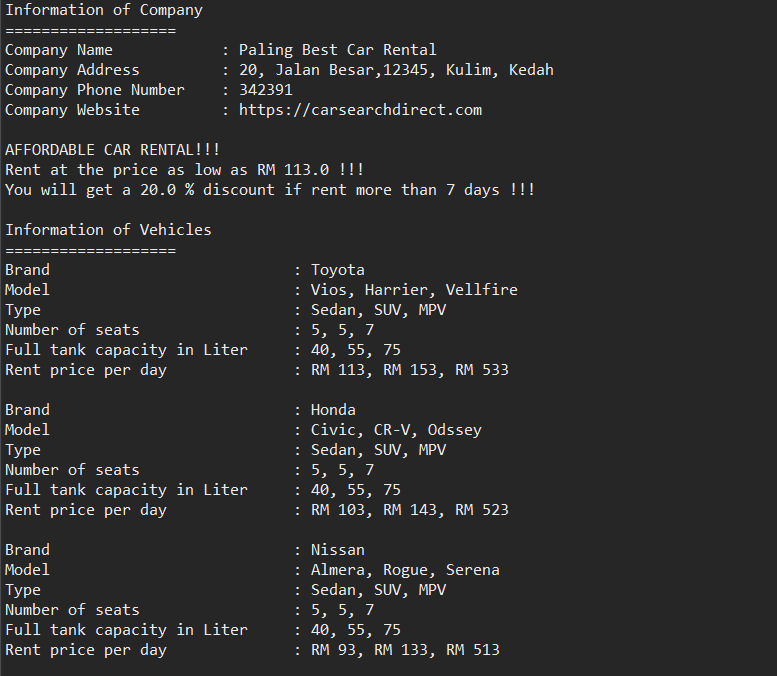 Information of Company
===================
Company Name : Paling Best Car Rental
Company Address : 20, Jalan Besar,12345, Kulim, Kedah
Company Phone Number : 342391
Company Website : https://carsearchdirect.com
AFFORDABLE CAR RENTAL!!!
Rent at the price as low as RM 113.0 !!!
You will get a 20.0 % discount if rent more than 7 days !!!
Information of Vehicles
===================
Brand : Toyota
Model : Vios, Harrier, Vellfire
Type : Sedan, SUV, MPV
Number of seats : 5, 5, 7
Full tank capacity in Liter : 40, 55, 75
Rent price per day : RM 113, RM 153, RM 533
Brand : Honda
Model : Civic, CR-V, Odssey
Type : Sedan, SUV, MPV
Number of seats : 5, 5, 7
Full tank capacity in Liter : 40, 55, 75
Rent price per day : RM 103, RM 143, RM 523
Brand : Nissan
Model : Almera, Rogue, Serena
Type : Sedan, SUV, MPV
Number of seats : 5, 5, 7
Full tank capacity in Liter : 40, 55, 75
Rent price per day : RM 93, RM 133, RM 513